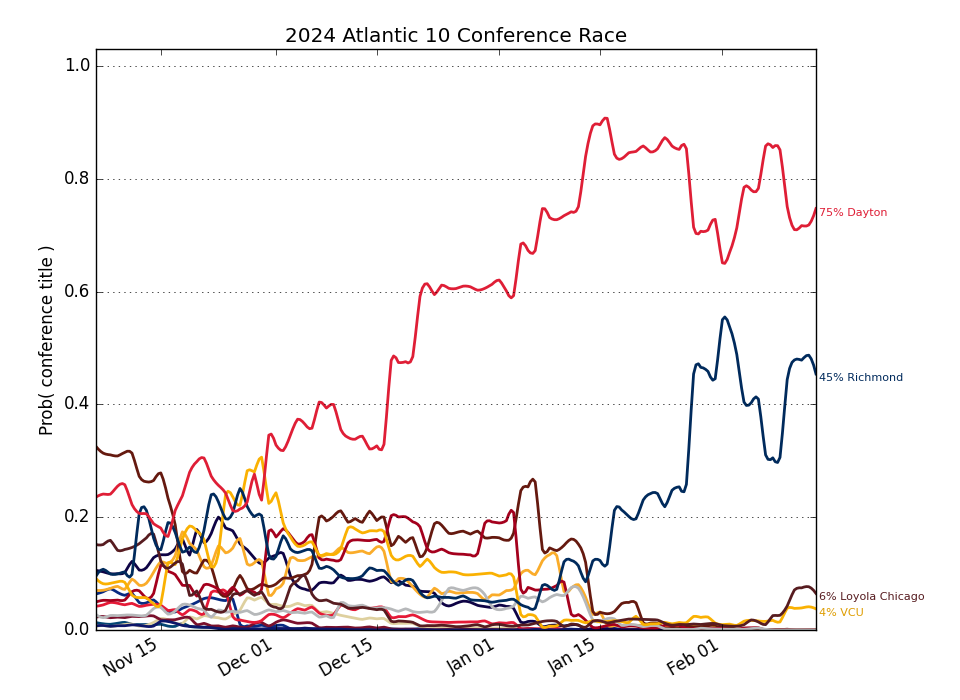 2024 Atlantic 10 Conference Race
Prob( conference title )
1.0
0.8
0.6
0.4
0.2
0.0
Nov 15
Dec 01
Dec 15
Jan 01
Jan 15
Feb 01
75% Dayton
45% Richmond
6% Loyola Chicago
4% VCU